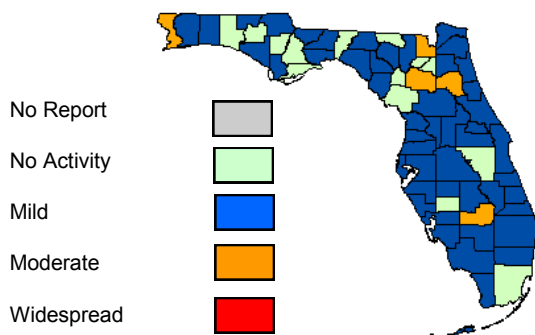 No Report
No Activity
Mild
Moderate
Widespread